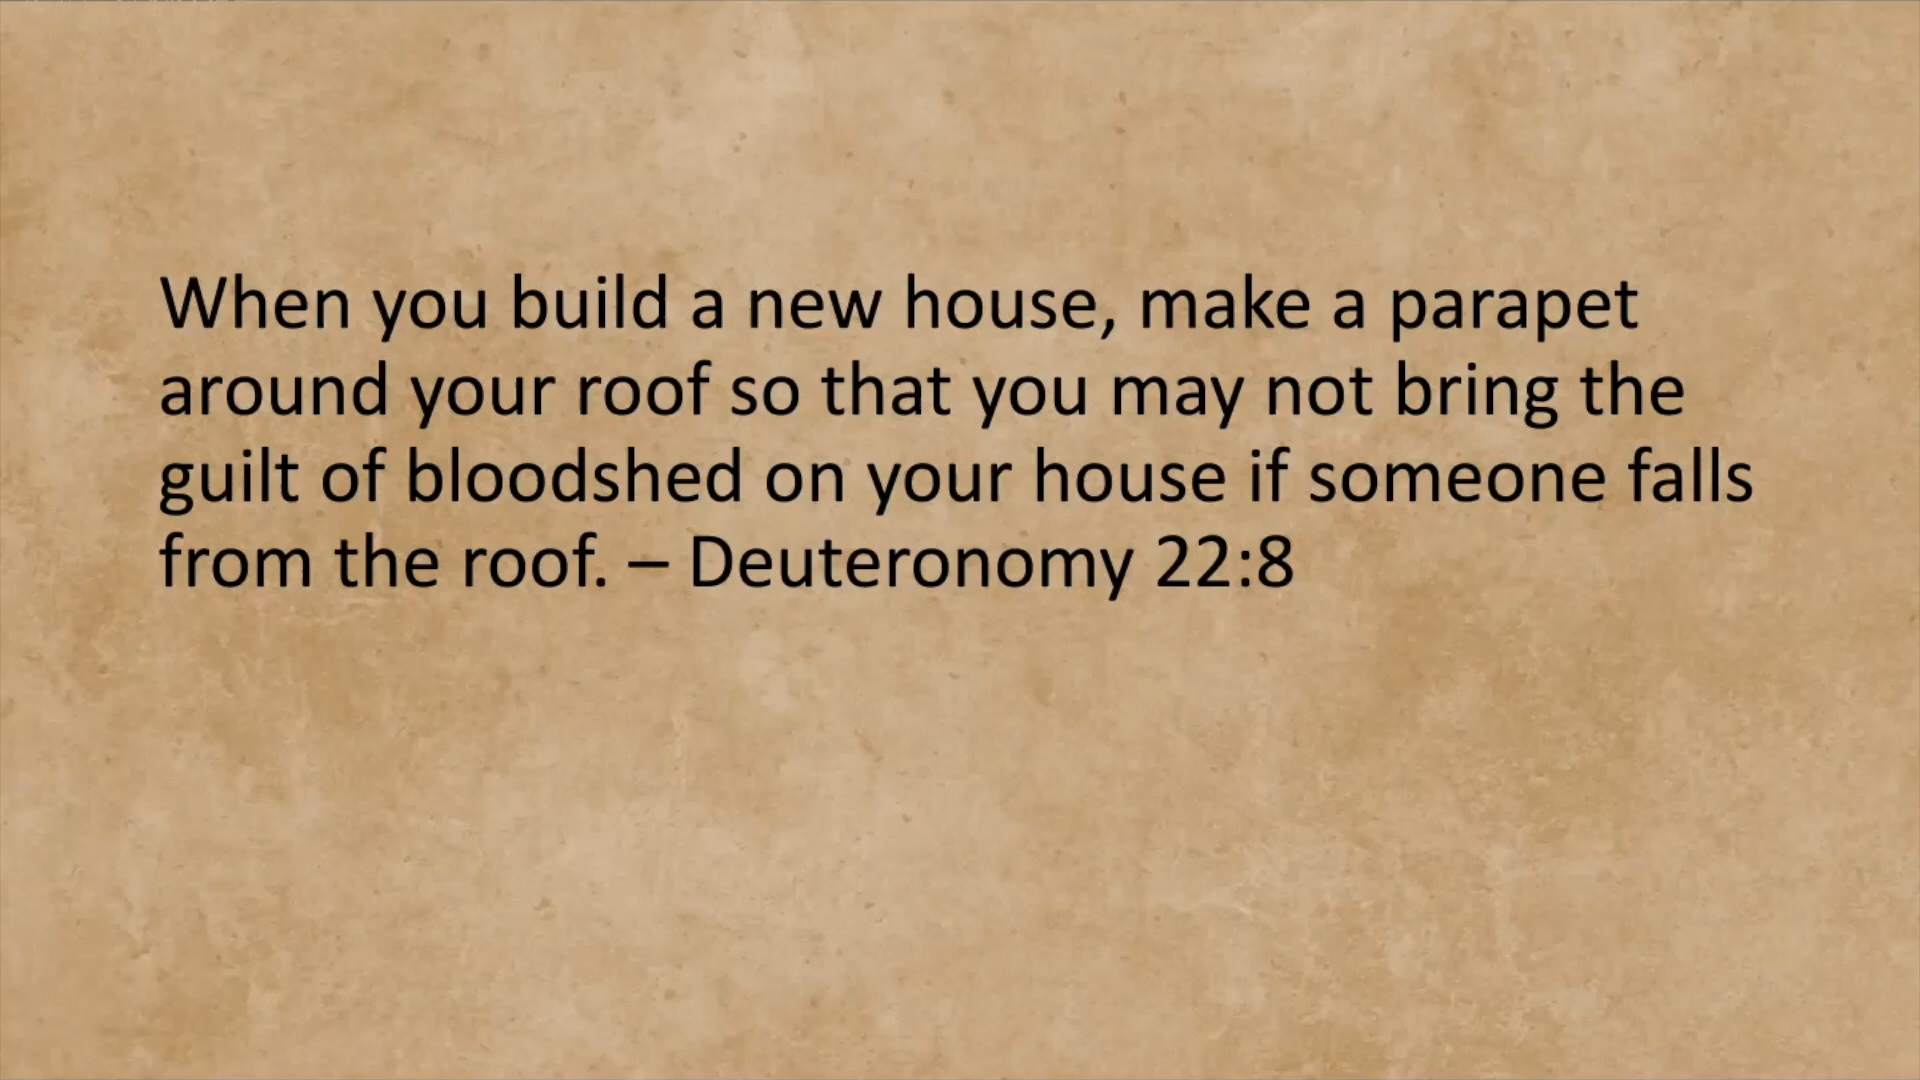 When you build a new house, make a parapet
around your roof so that you may not bring the
guilt of bloodshed on your house if someone falls
from the roof. – Deuteronomy 22:8